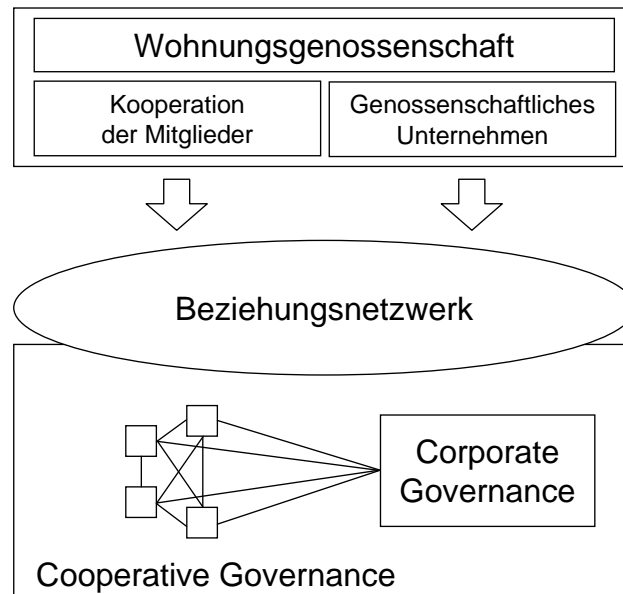 Wohnungsgenossenschaft
Kooperation
der Mitglieder
Genossenschaftliches
Unternehmen
Beziehungsnetzwerk
Corporate
Governance
Cooperative Governance